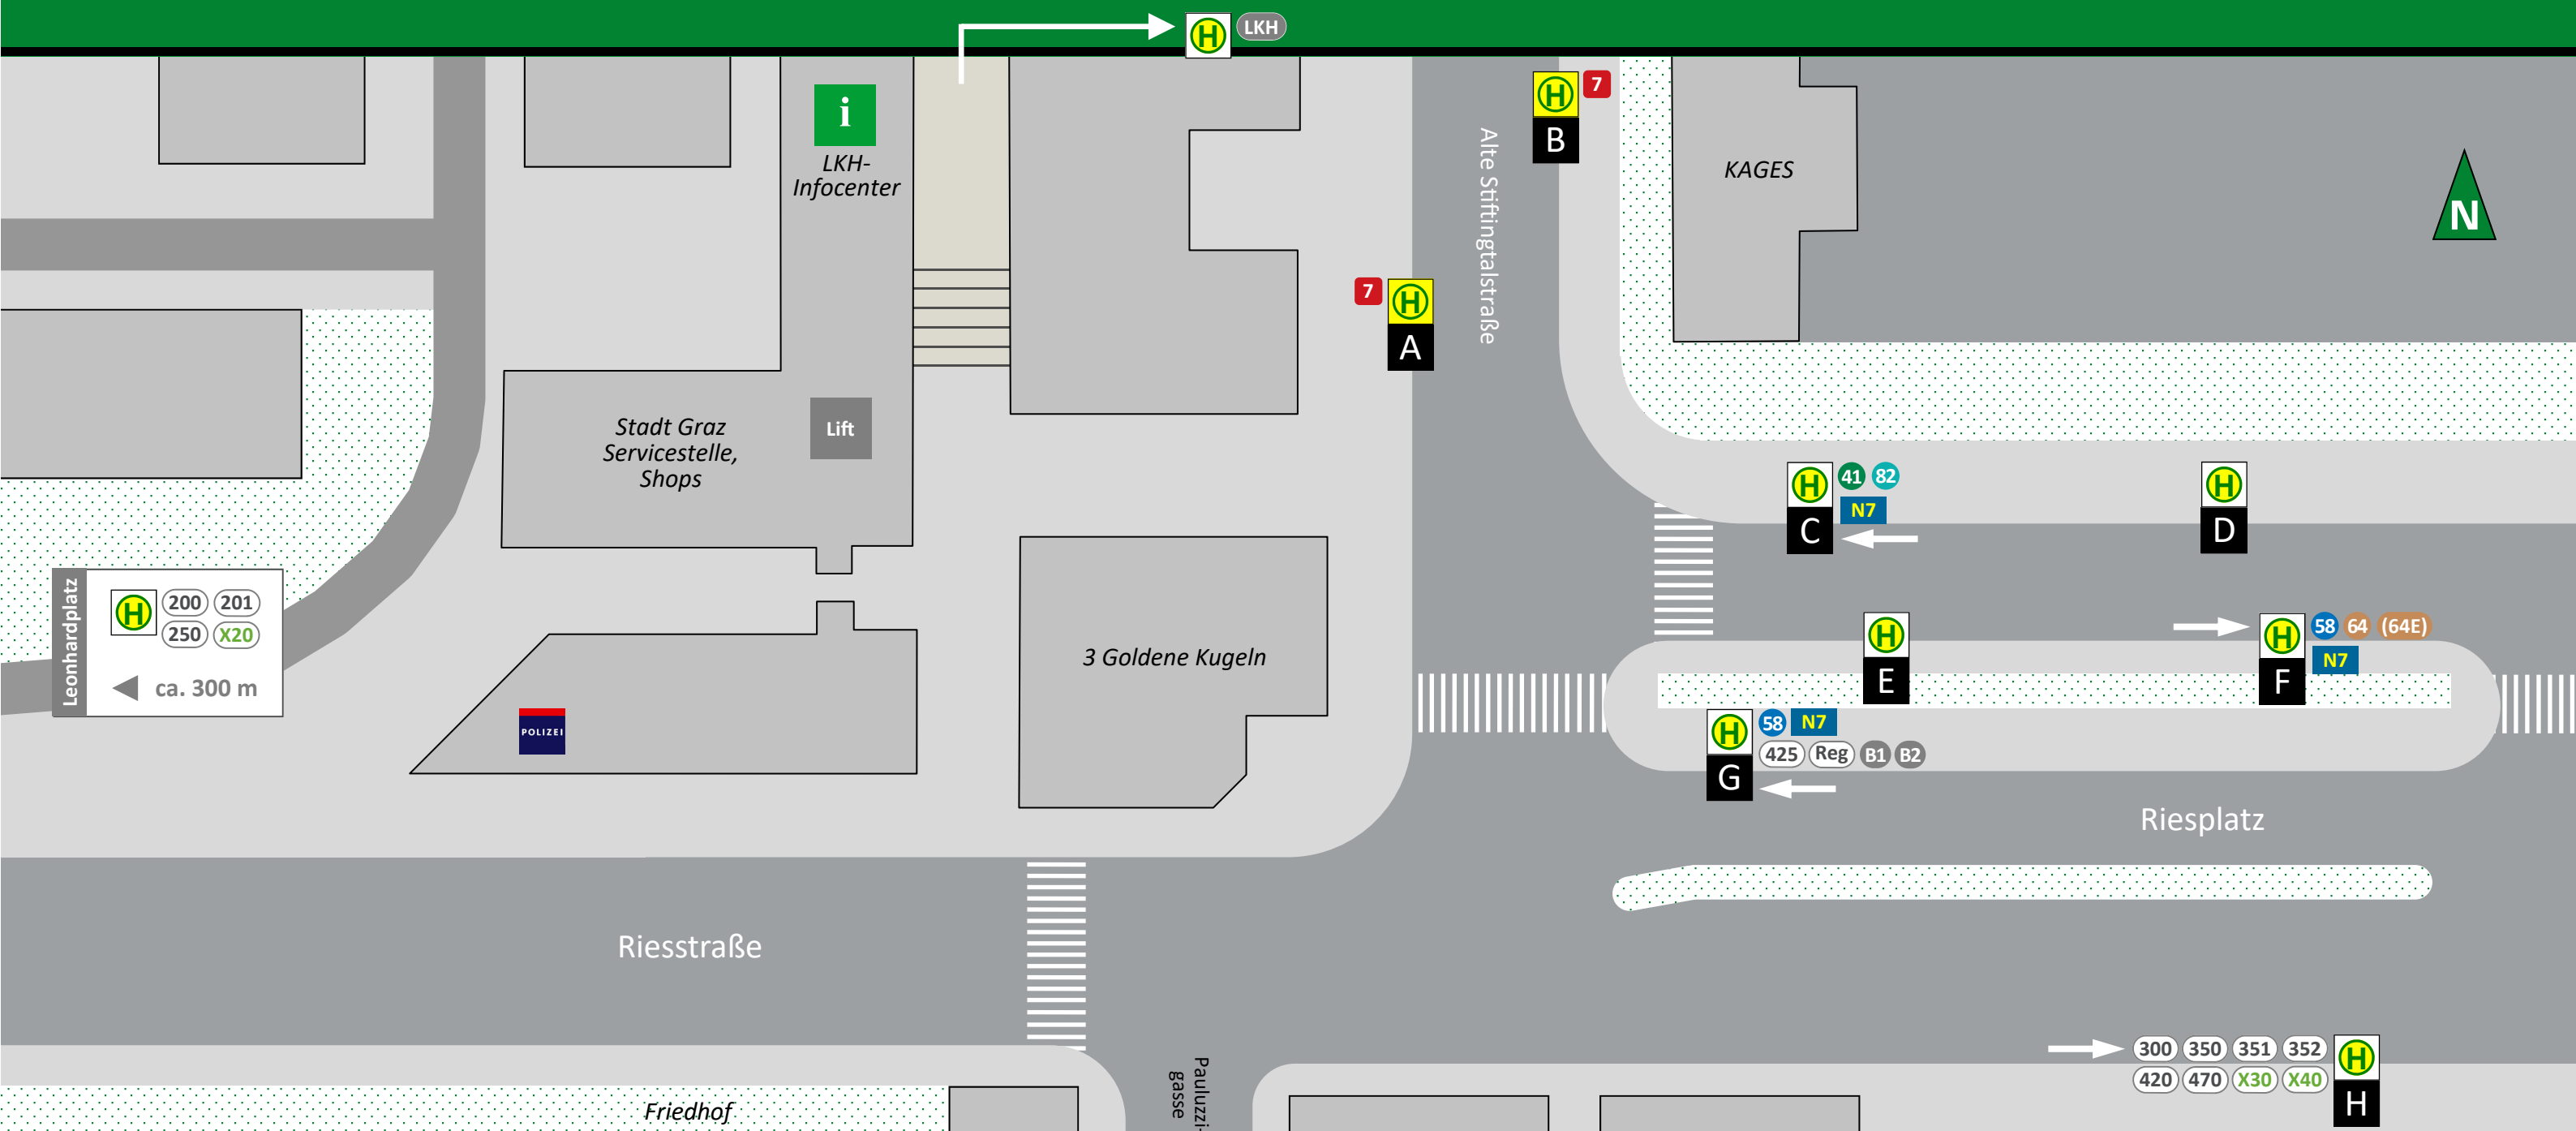 H LKH
i
LKH-
Infocenter
H 7
B
Alte Stiftingtalstraße
KAGES
N
7 H
A
Stadt Graz
Servicestelle,
Shops
Lift
H 41 82
N7
C
H
D
Leonhardplatz
H 200 201
250 X20
ca. 300 m
3 Goldene Kugeln
POLIZEI
H
E
H 58 64 (64E)
N7
F
H 58 N7
425 Reg B1 B2
G
Riesplatz
Riesstraße
300 350 351 352 H
420 470 X30 X40
H
Pauluzzi-
gasse
Friedhof